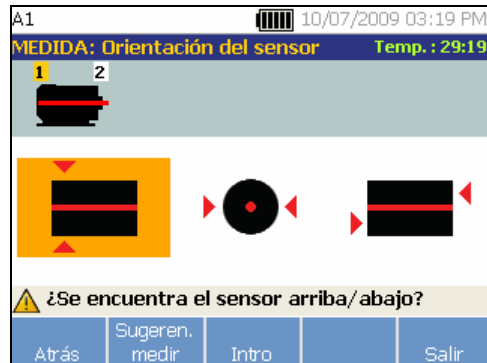 A1 10/07/2009 03:19 PM
MEDIDA: Orientación del sensor Temp.: 29:19
1 2
¿Se encuentra el sensor arriba/abajo?
Atrás Sugeren. medir Intro Salir